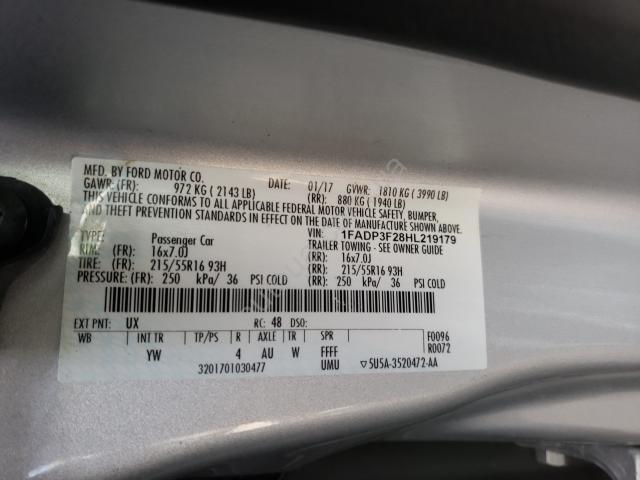 MFD. BY FORD MOTOR CO.
DATE: 01/17 GVWR: 1810 KG ( 3990 LB)
GAWR:(FR): 972 KG ( 2143 LB) (RR): 880 KG ( 1940 LB)
THIS VEHICLE CONFORMS TO ALL APPLICABLE FEDERAL MOTOR VEHICLE SAFETY, BUMPER,
AND THEFT PREVENTION STANDARDS IN EFFECT ON THE DATE OF MANUFACTURE SHOWN ABOVE.
VIN: 1FADP3F28HL219179
TYPE: Passenger Car TRAILER TOWING - SEE OWNER GUIDE
RIM: (FR): 16x7.0J (RR): 16x7.0J
TIRE: (FR): 215/55R16 93H (RR): 215/55R16 93H
PRESSURE: (FR): 250 kPa/ 36 PSI COLD (RR): 250 kPa/ 36 PSI COLD
EXT PNT: UX RC: 48 DSO:
WB INT TR TP/PS R AXLE TR SPR F0096
YW 4 AU W FFFF R0072
3201701030477 UMU 5U5A-3520472-AA